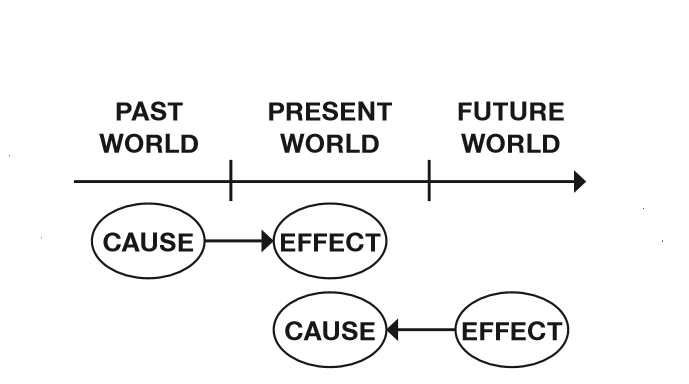 PAST
WORLD
PRESENT
WORLD
FUTURE
WORLD
CAUSE
EFFECT
CAUSE
EFFECT